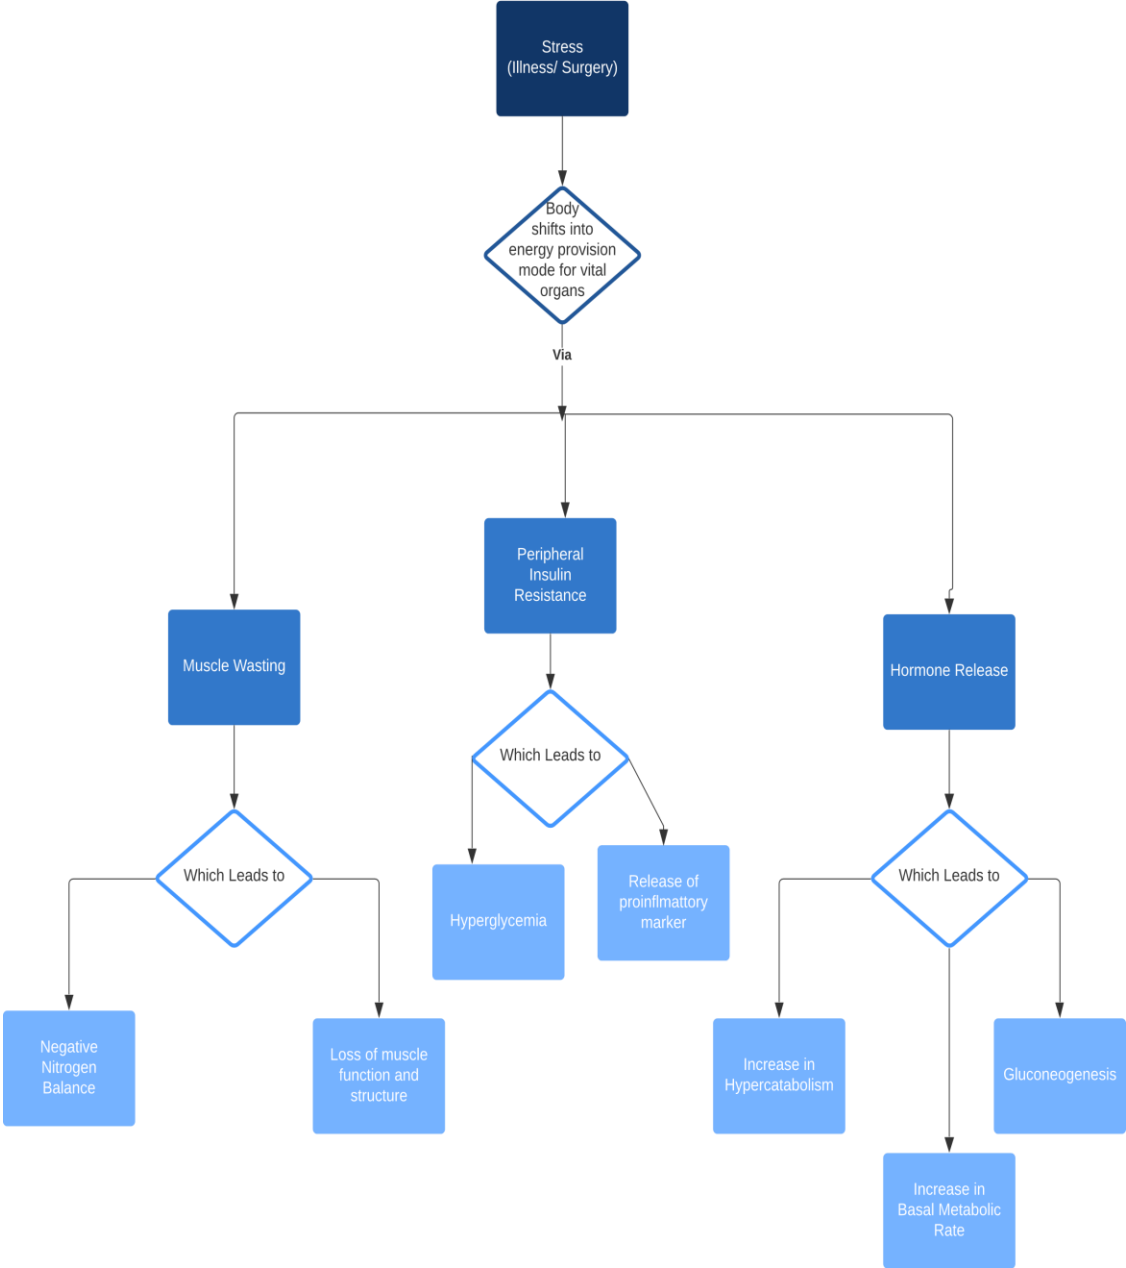 Stress
(Illness/ Surgery)
Body
shifts into
energy provision
mode for vital
organs
Via
Peripheral
Insulin
Resistance
Muscle Wasting
Hormone Release
Which Leads to
Which Leads to
Which Leads to
Hyperglycemia
Release of
proinflmattory
marker
Negative
Nitrogen
Balance
Loss of muscle
function and
structure
Increase in
Hypercatabolism
Gluconeogenesis
Increase in
Basal Metabolic
Rate